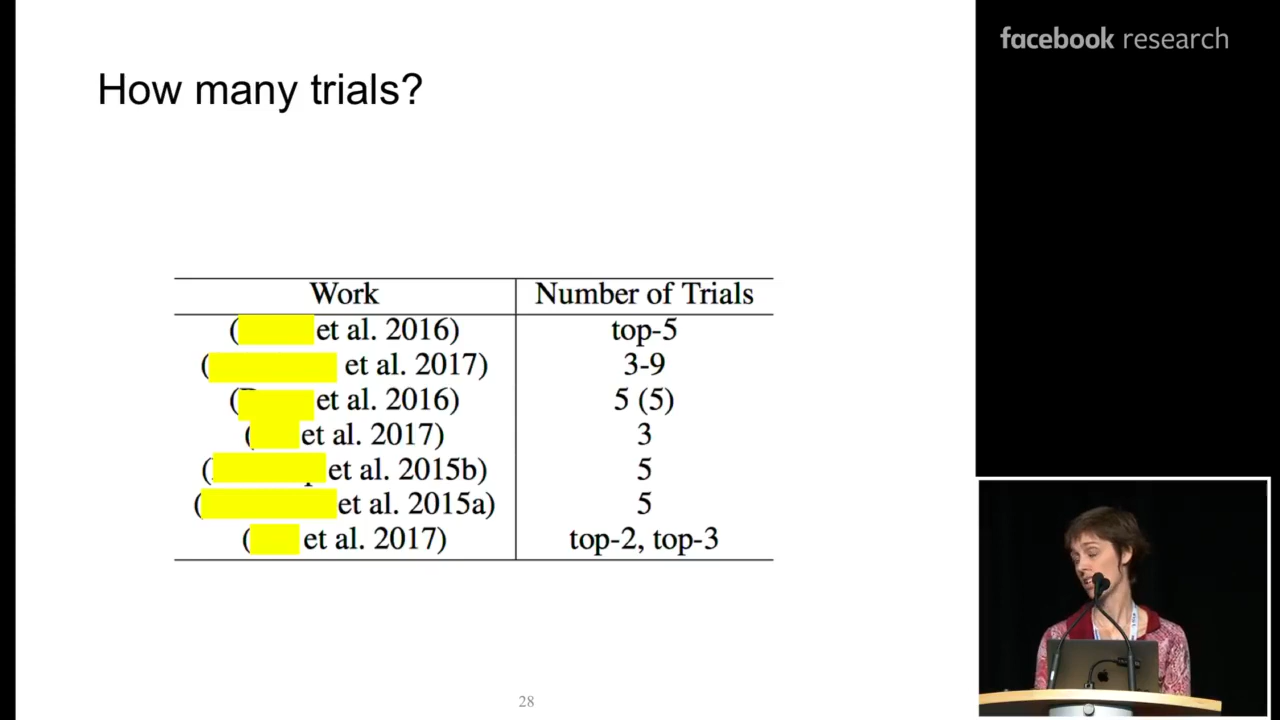 facebook research
How many trials?
Work Number of Trials
( et al. 2016) top-5
( et al. 2017) 3-9
( et al. 2016) 5 (5)
( et al. 2017) 3
( et al. 2015b) 5
( et al. 2015a) 5
( et al. 2017) top-2, top-3
28